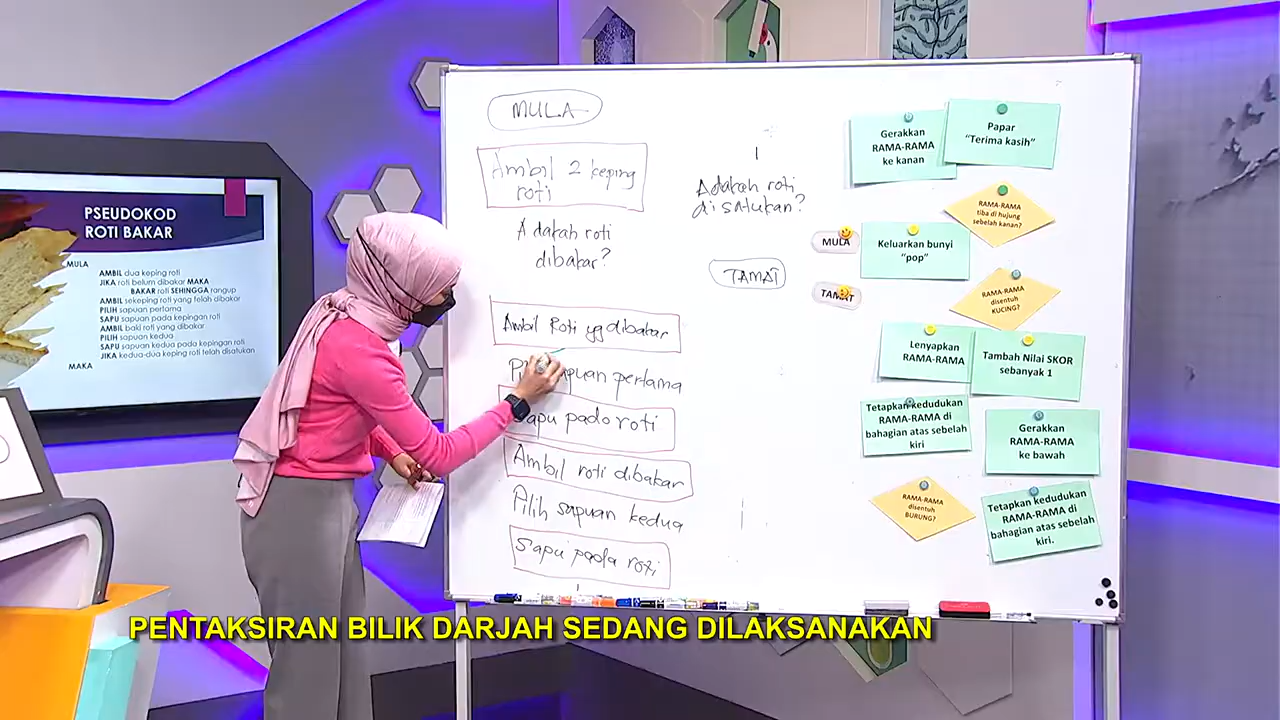 PSEUDOKOD
ROTI BAKAR
MULA
AMBIL dua keping roti
JIKA roti belum dibakar MAKA
BAKAR roti SEHINGGA rangup
AMBIL sekeping roti yang telah dibakar
PILIH sapuan pertama
SAPU sapuan pada kepingan roti
AMBIL baki roti yang dibakar
PILIH sapuan kedua
SAPU sapuan kedua pada kepingan roti
JIKA kedua-dua keping roti telah disatukan
MAKA
MULA
Ambil 2 keping
roti
Adakah roti
dibakar?
Ambil Roti yg dibakar
sapuan pertama
Sapu pada roti
Ambil roti dibakar
Pilih sapuan kedua
Sapu pada roti
Adakah roti
disatukan?
TAMAT
MULA
TAMAT
Gerakkan
RAMA-RAMA
ke kanan
Papar
"Terima kasih"
RAMA-RAMA
tiba di hujung
sebelah kanan?
Keluarkan bunyi
"pop"
RAMA-RAMA
disentuh
KUCING?
Lenyapkan
RAMA-RAMA
Tambah Nilai SKOR
sebanyak 1
Tetapkan kedudukan
RAMA-RAMA di
bahagian atas sebelah
kiri
Gerakkan
RAMA-RAMA
ke bawah
RAMA-RAMA
disentuh
BURUNG?
Tetapkan kedudukan
RAMA-RAMA di
bahagian atas sebelah
kiri.
PENTAKSIRAN BILIK DARJAH SEDANG DILAKSANAKAN